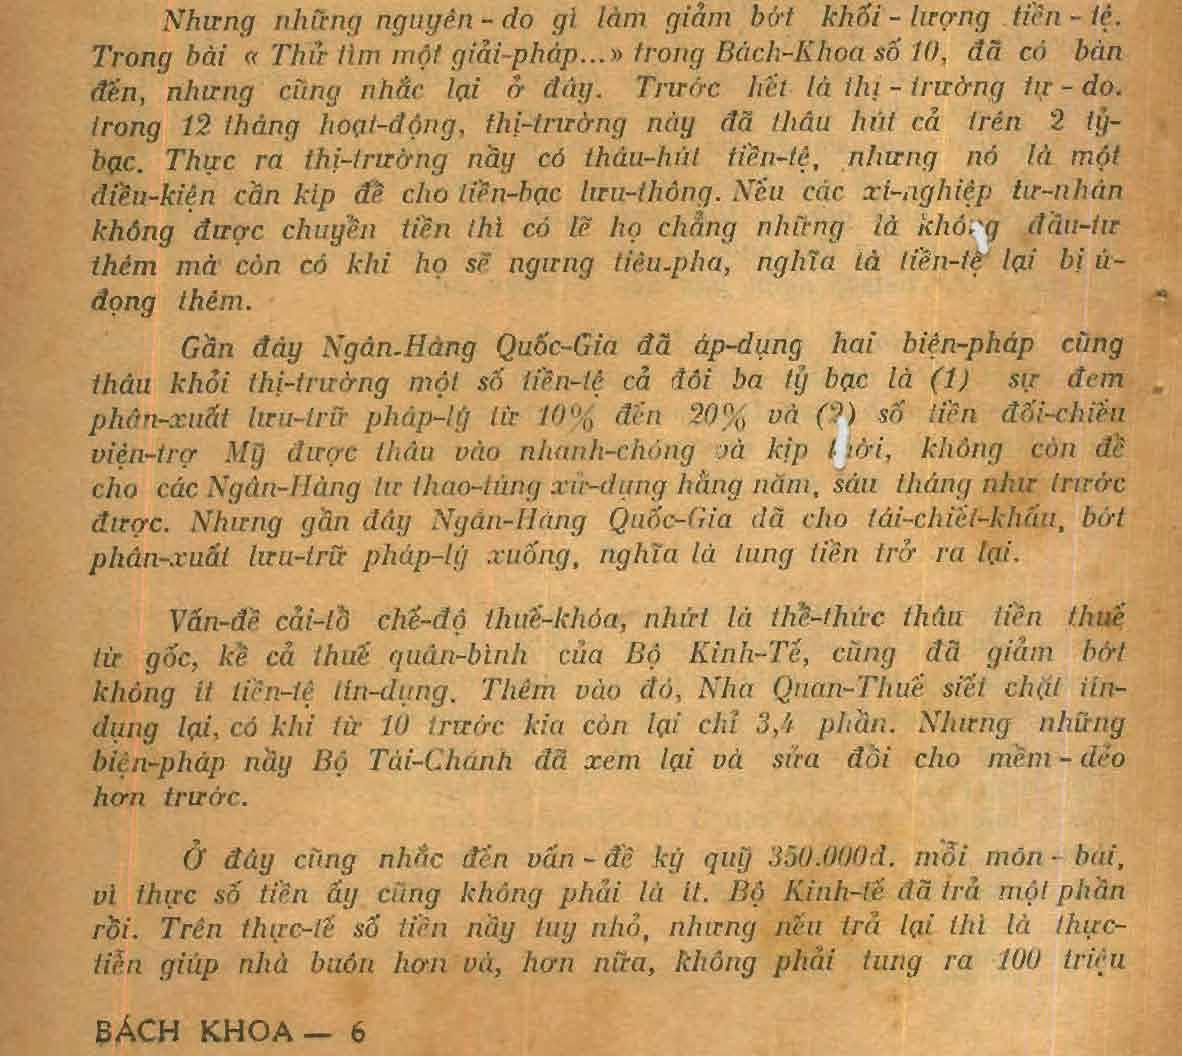 Nhưng những nguyên - do gì làm giảm bớt khối - lượng tiền - tệ.
Trong bài « Thử tìm một giải-pháp... » trong Bách-Khoa số 10, đã có bàn
đến, nhưng cũng nhắc lại ở đây. Trước hết là thị - trường tự - do.
trong 12 tháng hoạt-động, thị-trường này đã thâu hút cả trên 2 tỷ-
bạc. Thực ra thị-trường nầy có thâu-hút tiền-tệ, nhưng nó là một
điều-kiện cần kíp để cho tiền-bạc lưu-thông. Nếu các xí-nghiệp tư-nhân
không được chuyển tiền thì có lẽ họ chẳng những là không đầu-tư
thêm mà còn có khi họ sẽ ngưng tiêu-pha, nghĩa là tiền-tệ lại bị ứ-
đọng thêm.
Gần đây Ngân-Hàng Quốc-Gia đã áp-dụng hai biện-pháp cũng
thâu khỏi thị-trường một số tiền-tệ cả đôi ba tỷ bạc là (1) sự đem
phân-xuất lưu-trữ pháp-lý từ 10% đến 20% và (2) số tiền đối-chiếu
viện-trợ Mỹ được thâu vào nhanh-chóng và kịp thời, không còn để
cho các Ngân-Hàng tư thao-túng xử-dụng hằng năm, sáu tháng như trước
được. Nhưng gần đây Ngân-Hàng Quốc-Gia đã cho tái-chiết-khấu, bớt
phân-xuất lưu-trữ pháp-lý xuống, nghĩa là tung tiền trở ra lại.
Vấn-đề cải-tổ chế-độ thuế-khóa, nhứt là thể-thức thâu tiền thuế
từ gốc, kể cả thuế quân-bình của Bộ Kinh-Tế, cũng đã giảm bớt
không ít tiền-tệ tín-dụng. Thêm vào đó, Nha Quan-Thuế siết chặt tín-
dụng lại, có khi từ 10 trước kia còn lại chỉ 3,4 phần. Nhưng những
biện-pháp nầy Bộ Tài-Chánh đã xem lại và sửa đổi cho mềm - dẻo
hơn trước.
Ở đây cũng nhắc đến vấn - đề ký quỹ 350.000đ. mỗi môn - bài,
vì thực số tiền ấy cũng không phải là ít. Bộ Kinh-tế đã trả một phần
rồi. Trên thực-tế số tiền nầy tuy nhỏ, nhưng nếu trả lại thì là thực-
tiễn giúp nhà buôn hơn và, hơn nữa, không phải tung ra 100 triệu
BÁCH KHOA — 6